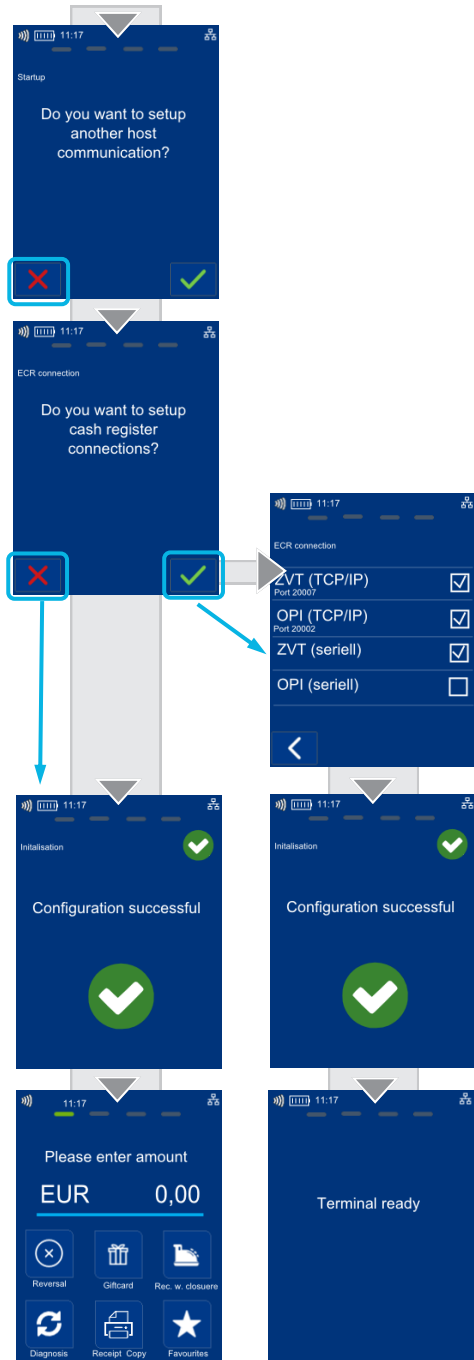 11:17
Startup
Do you want to setup
another host
communication?
11:17
ECR connection
Do you want to setup
cash register
connections?
11:17
ECR connection
ZVT (TCP/IP)
Port 20007
OPI (TCP/IP)
Port 20002
ZVT (seriell)
OPI (seriell)
11:17
Initalisation
Configuration successful
11:17
Initalisation
Configuration successful
11:17
Please enter amount
EUR 0,00
Reversal Giftcard Rec. w. closuere
Diagnosis Receipt Copy Favourites
11:17
Terminal ready